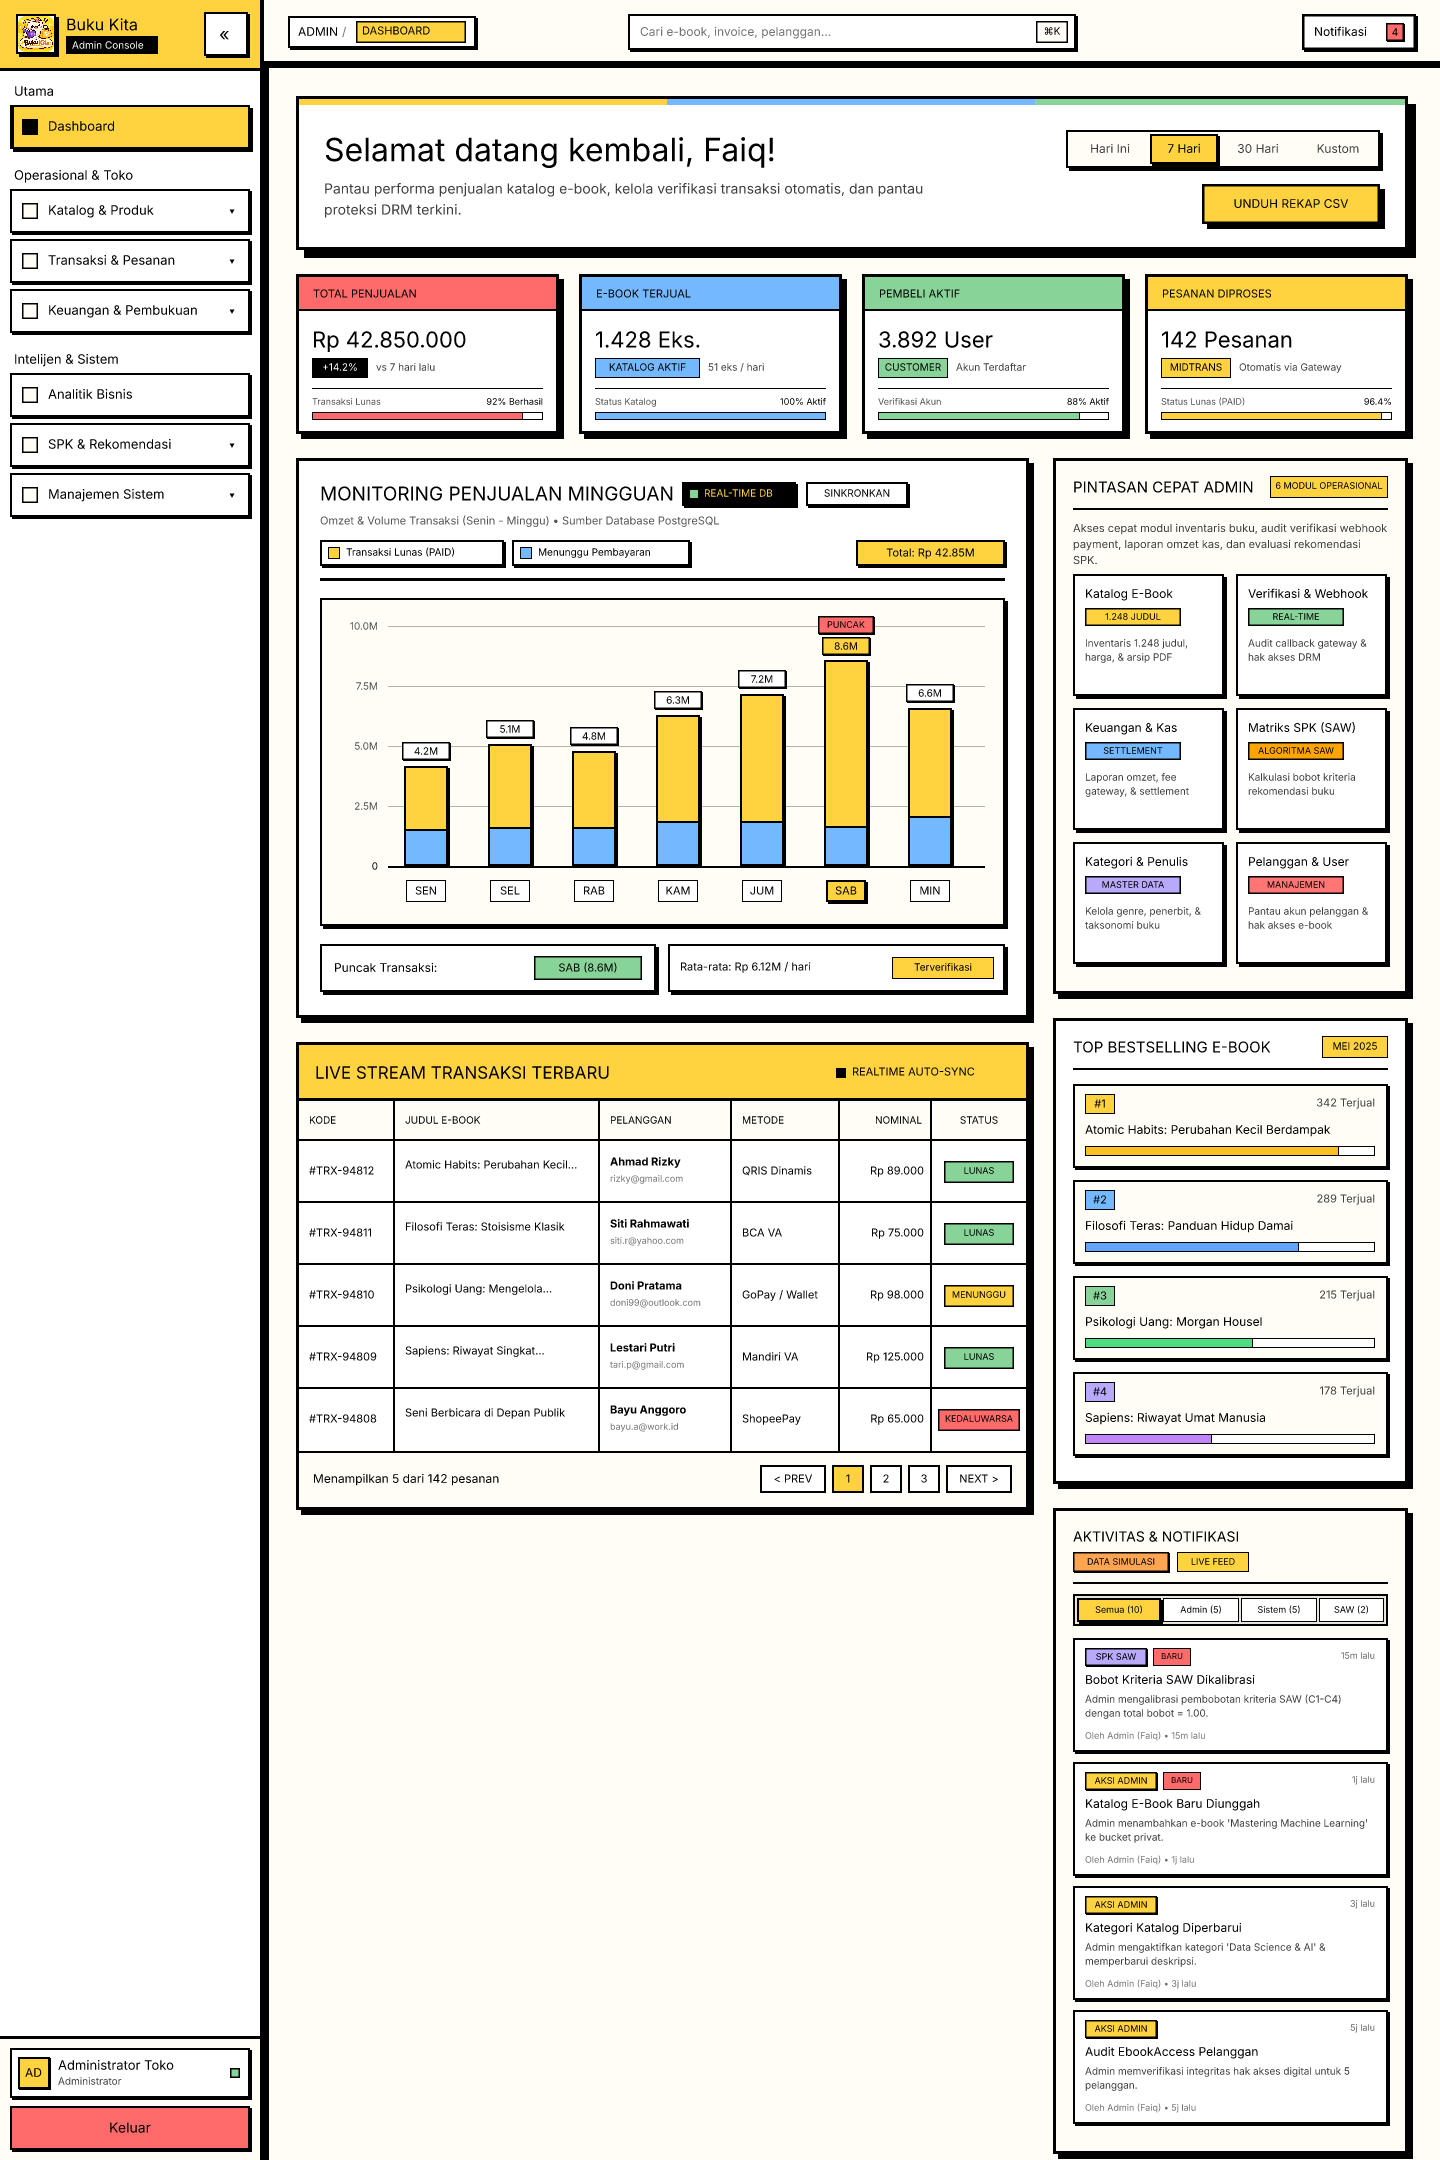 Buku Kita
Admin Console
«
Utama
Dashboard
Operasional & Toko
Katalog & Produk
Transaksi & Pesanan
Keuangan & Pembukuan
Intelijen & Sistem
Analitik Bisnis
SPK & Rekomendasi
Manajemen Sistem
AD
Administrator Toko
Administrator
Keluar
ADMIN / DASHBOARD
Cari e-book, invoice, pelanggan...
⌘K
Notifikasi 4
Selamat datang kembali, Faiq!
Pantau performa penjualan katalog e-book, kelola verifikasi transaksi otomatis, dan pantau
proteksi DRM terkini.
Hari Ini 7 Hari 30 Hari Kustom
UNDUH REKAP CSV
TOTAL PENJUALAN
Rp 42.850.000
+14.2% vs 7 hari lalu
Transaksi Lunas 92% Berhasil
E-BOOK TERJUAL
1.428 Eks.
KATALOG AKTIF 51 eks / hari
Status Katalog 100% Aktif
PEMBELI AKTIF
3.892 User
CUSTOMER Akun Terdaftar
Verifikasi Akun 88% Aktif
PESANAN DIPROSES
142 Pesanan
MIDTRANS Otomatis via Gateway
Status Lunas (PAID) 96.4%
MONITORING PENJUALAN MINGGUAN REAL-TIME DB SINKRONKAN
Omzet & Volume Transaksi (Senin - Minggu) • Sumber Database PostgreSQL
Transaksi Lunas (PAID) Menunggu Pembayaran Total: Rp 42.85M
10.0M
7.5M
5.0M
2.5M
0
4.2M
5.1M
4.8M
6.3M
7.2M
PUNCAK
8.6M
6.6M
SEN SEL RAB KAM JUM SAB MIN
Puncak Transaksi: SAB (8.6M)
Rata-rata: Rp 6.12M / hari Terverifikasi
LIVE STREAM TRANSAKSI TERBARU REALTIME AUTO-SYNC
KODE JUDUL E-BOOK PELANGGAN METODE NOMINAL STATUS
#TRX-94812 Atomic Habits: Perubahan Kecil... Ahmad Rizky QRIS Dinamis Rp 89.000 LUNAS
rizky@gmail.com
#TRX-94811 Filosofi Teras: Stoisisme Klasik Siti Rahmawati BCA VA Rp 75.000 LUNAS
siti.r@yahoo.com
#TRX-94810 Psikologi Uang: Mengelola... Doni Pratama GoPay / Wallet Rp 98.000 MENUNGGU
doni99@outlook.com
#TRX-94809 Sapiens: Riwayat Singkat... Lestari Putri Mandiri VA Rp 125.000 LUNAS
tari.p@gmail.com
#TRX-94808 Seni Berbicara di Depan Publik Bayu Anggoro ShopeePay Rp 65.000 KEDALUWARSA
bayu.a@work.id
Menampilkan 5 dari 142 pesanan < PREV 1 2 3 NEXT >
PINTASAN CEPAT ADMIN 6 MODUL OPERASIONAL
Akses cepat modul inventaris buku, audit verifikasi webhook
payment, laporan omzet kas, dan evaluasi rekomendasi
SPK.
Katalog E-Book
1.248 JUDUL
Inventaris 1.248 judul,
harga, & arsip PDF
Verifikasi & Webhook
REAL-TIME
Audit callback gateway &
hak akses DRM
Keuangan & Kas
SETTLEMENT
Laporan omzet, fee
gateway, & settlement
Matriks SPK (SAW)
ALGORITMA SAW
Kalkulasi bobot kriteria
rekomendasi buku
Kategori & Penulis
MASTER DATA
Kelola genre, penerbit, &
taksonomi buku
Pelanggan & User
MANAJEMEN
Pantau akun pelanggan &
hak akses e-book
TOP BESTSELLING E-BOOK MEI 2025
#1 342 Terjual
Atomic Habits: Perubahan Kecil Berdampak
#2 289 Terjual
Filosofi Teras: Panduan Hidup Damai
#3 215 Terjual
Psikologi Uang: Morgan Housel
#4 178 Terjual
Sapiens: Riwayat Umat Manusia
AKTIVITAS & NOTIFIKASI
DATA SIMULASI LIVE FEED
Semua (10) Admin (5) Sistem (5) SAW (2)
SPK SAW BARU 15m lalu
Bobot Kriteria SAW Dikalibrasi
Admin mengalibrasi pembobotan kriteria SAW (C1-C4)
dengan total bobot = 1.00.
Oleh Admin (Faiq) • 15m lalu
AKSI ADMIN BARU 1j lalu
Katalog E-Book Baru Diunggah
Admin menambahkan e-book 'Mastering Machine Learning'
ke bucket privat.
Oleh Admin (Faiq) • 1j lalu
AKSI ADMIN 3j lalu
Kategori Katalog Diperbarui
Admin mengaktifkan kategori 'Data Science & AI' &
memperbarui deskripsi.
Oleh Admin (Faiq) • 3j lalu
AKSI ADMIN 5j lalu
Audit EbookAccess Pelanggan
Admin memverifikasi integritas hak akses digital untuk 5
pelanggan.
Oleh Admin (Faiq) • 5j lalu